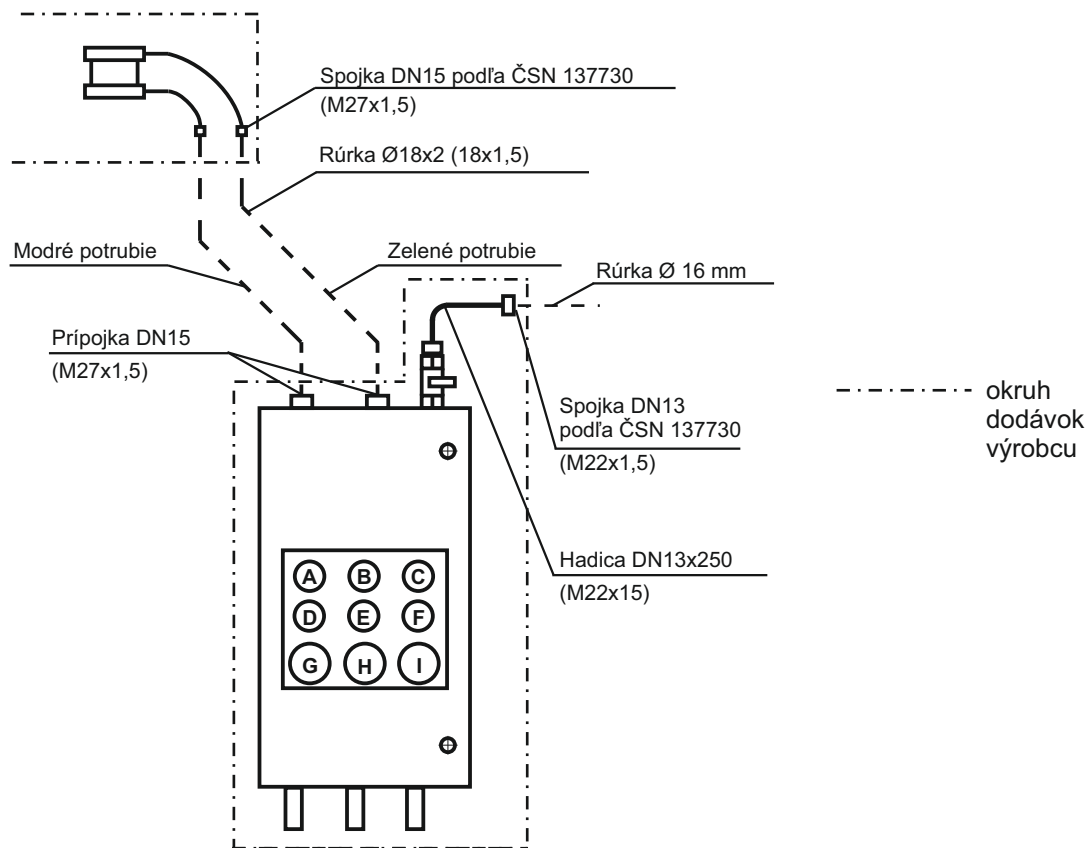 Spojka DN15 podľa ČSN 137730
(M27x1,5)
Rúrka Ø18x2 (18x1,5)
Modré potrubie
Zelené potrubie
Rúrka Ø 16 mm
Prípojka DN15
(M27x1,5)
Spojka DN13
podľa ČSN 137730
(M22x1,5)
okruh
dodávok
výrobcu
Hadica DN13x250
(M22x15)
A B C
D E F
G H I